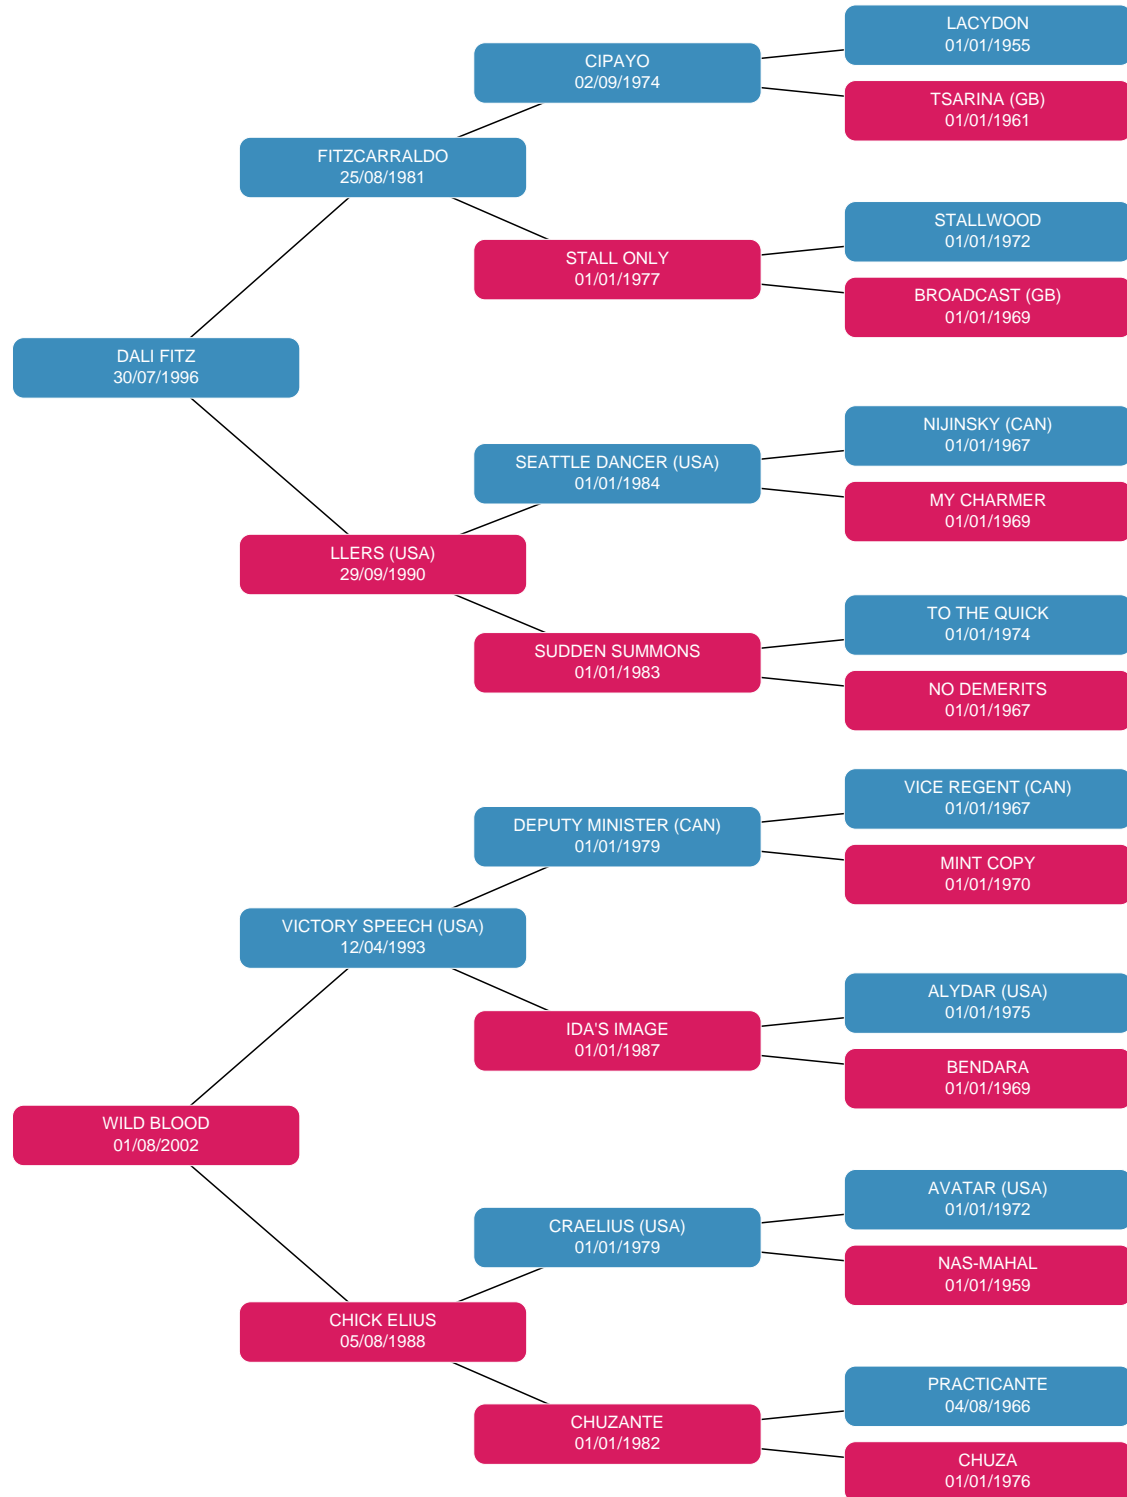 LACYDON
01/01/1955
CIPAYO
02/09/1974
TSARINA (GB)
01/01/1961
FITZCARRALDO
25/08/1981
STALLWOOD
01/01/1972
STALL ONLY
01/01/1977
BROADCAST (GB)
01/01/1969
DALI FITZ
30/07/1996
NIJINSKY (CAN)
01/01/1967
SEATTLE DANCER (USA)
01/01/1984
MY CHARMER
01/01/1969
LLERS (USA)
29/09/1990
TO THE QUICK
01/01/1974
SUDDEN SUMMONS
01/01/1983
NO DEMERITS
01/01/1967
VICE REGENT (CAN)
01/01/1967
DEPUTY MINISTER (CAN)
01/01/1979
MINT COPY
01/01/1970
VICTORY SPEECH (USA)
12/04/1993
ALYDAR (USA)
01/01/1975
IDA'S IMAGE
01/01/1987
BENDARA
01/01/1969
WILD BLOOD
01/08/2002
AVATAR (USA)
01/01/1972
CRAELIUS (USA)
01/01/1979
NAS-MAHAL
01/01/1959
CHICK ELIUS
05/08/1988
PRACTICANTE
04/08/1966
CHUZANTE
01/01/1982
CHUZA
01/01/1976